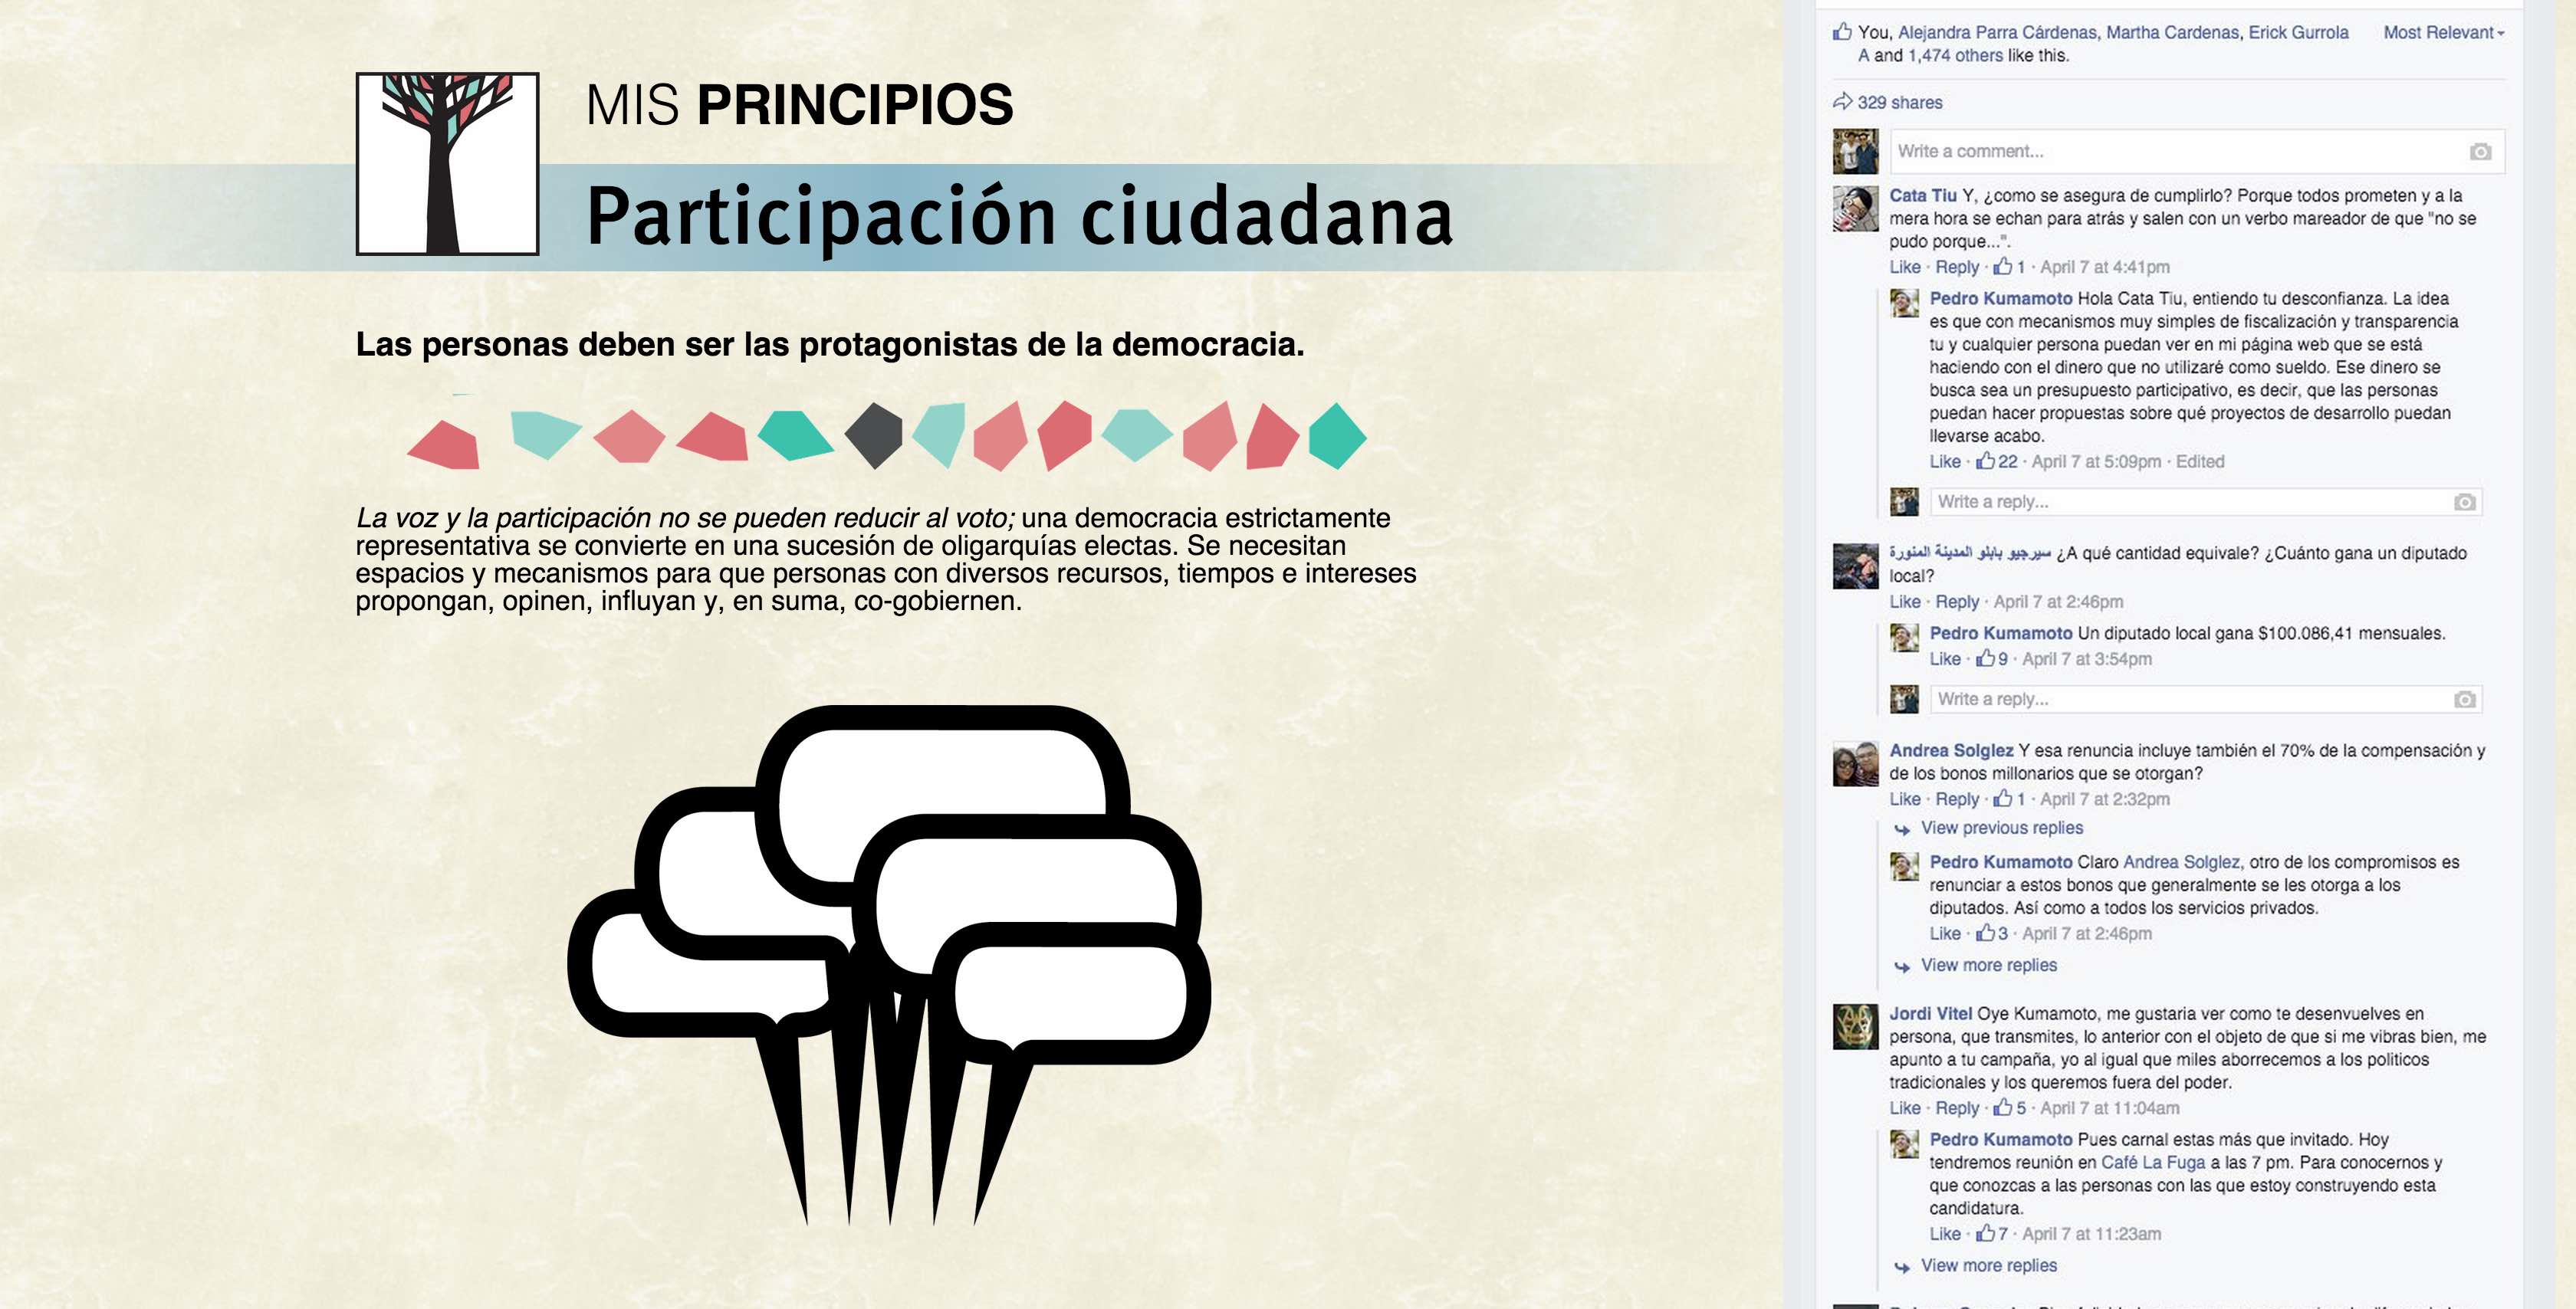 MIS PRINCIPIOS
Participación ciudadana
Las personas deben ser las protagonistas de la democracia.
La voz y la participación no se pueden reducir al voto; una democracia estrictamente
representativa se convierte en una sucesión de oligarquías electas. Se necesitan
espacios y mecanismos para que personas con diversos recursos, tiempos e intereses
propongan, opinen, influyan y, en suma, co-gobiernen.
You, Alejandra Parra Cárdenas, Martha Cardenas, Erick Gurrola
Most Relevant
A and 1,474 others like this.
329 shares
Write a comment...
Cata Tiu Y, ¿como se asegura de cumplirlo? Porque todos prometen y a la
mera hora se echan para atrás y salen con un verbo mareador de que "no se
pudo porque...".
Like · Reply · 1 · April 7 at 4:41pm
Pedro Kumamoto Hola Cata Tiu, entiendo tu desconfianza. La idea
es que con mecanismos muy simples de fiscalización y transparencia
tu y cualquier persona puedan ver en mi página web que se está
haciendo con el dinero que no utilizaré como sueldo. Ese dinero se
busca sea un presupuesto participativo, es decir, que las personas
puedan hacer propuestas sobre qué proyectos de desarrollo puedan
llevarse acabo.
Like · 22 · April 7 at 5:09pm · Edited
Write a reply...
سيرجيو بابلو المدينة المنورة ¿A qué cantidad equivale? ¿Cuánto gana un diputado
local?
Like · Reply · April 7 at 2:46pm
Pedro Kumamoto Un diputado local gana $100.086,41 mensuales.
Like · 9 · April 7 at 3:54pm
Write a reply...
Andrea Solglez Y esa renuncia incluye también el 70% de la compensación y
de los bonos millonarios que se otorgan?
Like · Reply · 1 · April 7 at 2:32pm
View previous replies
Pedro Kumamoto Claro Andrea Solglez, otro de los compromisos es
renunciar a estos bonos que generalmente se les otorga a los
diputados. Así como a todos los servicios privados.
Like · 3 · April 7 at 2:46pm
View more replies
Jordi Vitel Oye Kumamoto, me gustaria ver como te desenvuelves en
persona, que transmites, lo anterior con el objeto de que si me vibras bien, me
apunto a tu campaña, yo al igual que miles aborrecemos a los politicos
tradicionales y los queremos fuera del poder.
Like · Reply · 5 · April 7 at 11:04am
Pedro Kumamoto Pues carnal estas más que invitado. Hoy
tendremos reunión en Café La Fuga a las 7 pm. Para conocernos y
que conozcas a las personas con las que estoy construyendo esta
candidatura.
Like · 7 · April 7 at 11:23am
View more replies